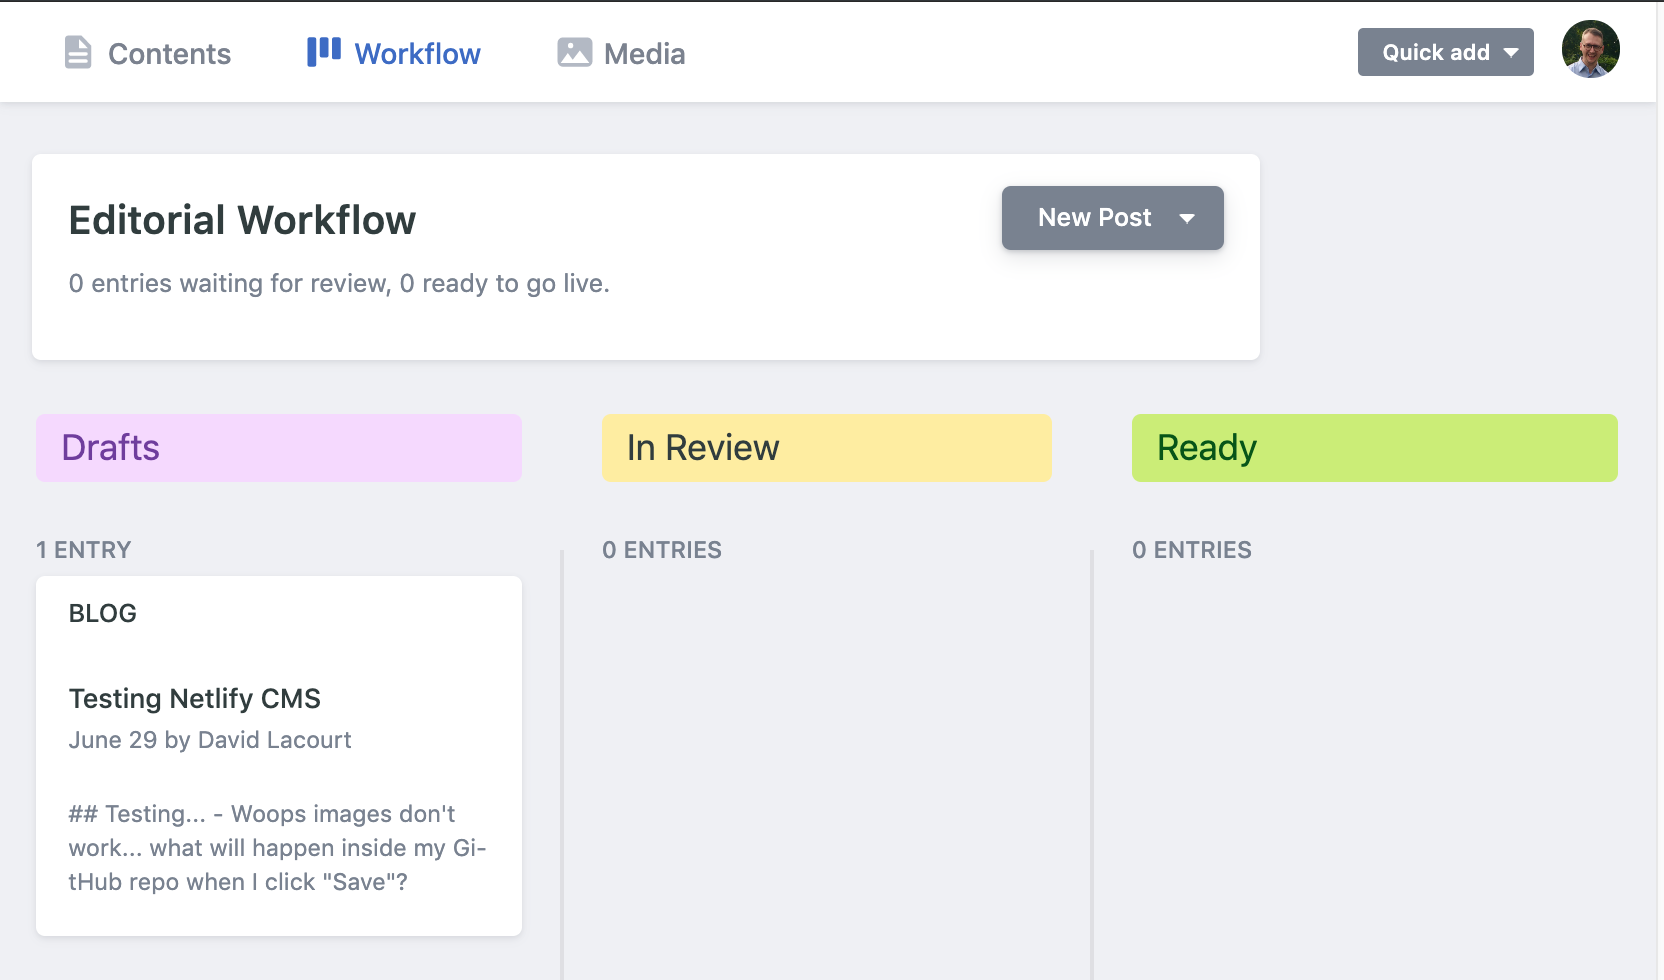 Contents
Workflow
Media
Quick add
Editorial Workflow
New Post
0 entries waiting for review, 0 ready to go live.
Drafts
In Review
Ready
1 ENTRY
0 ENTRIES
0 ENTRIES
BLOG
Testing Netlify CMS
June 29 by David Lacourt
## Testing... - Woops images don't
work... what will happen inside my Gi-
tHub repo when I click "Save"?